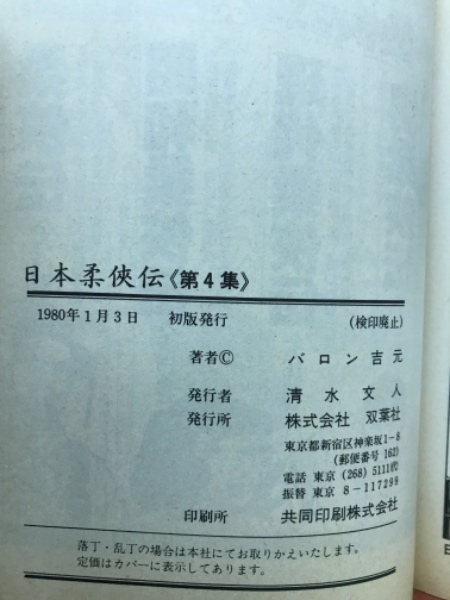 日本柔侠伝《第4集》
1980年1月3日 初版発行 (検印廃止)
著者© バロン吉元
発行者 清水文人
発行所 株式会社 双葉社
東京都新宿区神楽坂1-8
(郵便番号 162)
電話 東京 (268) 5111代
振替 東京 8-117299
印刷所 共同印刷株式会社
落丁・乱丁の場合は本社にてお取りかえいたします。
定価はカバーに表示してあります。